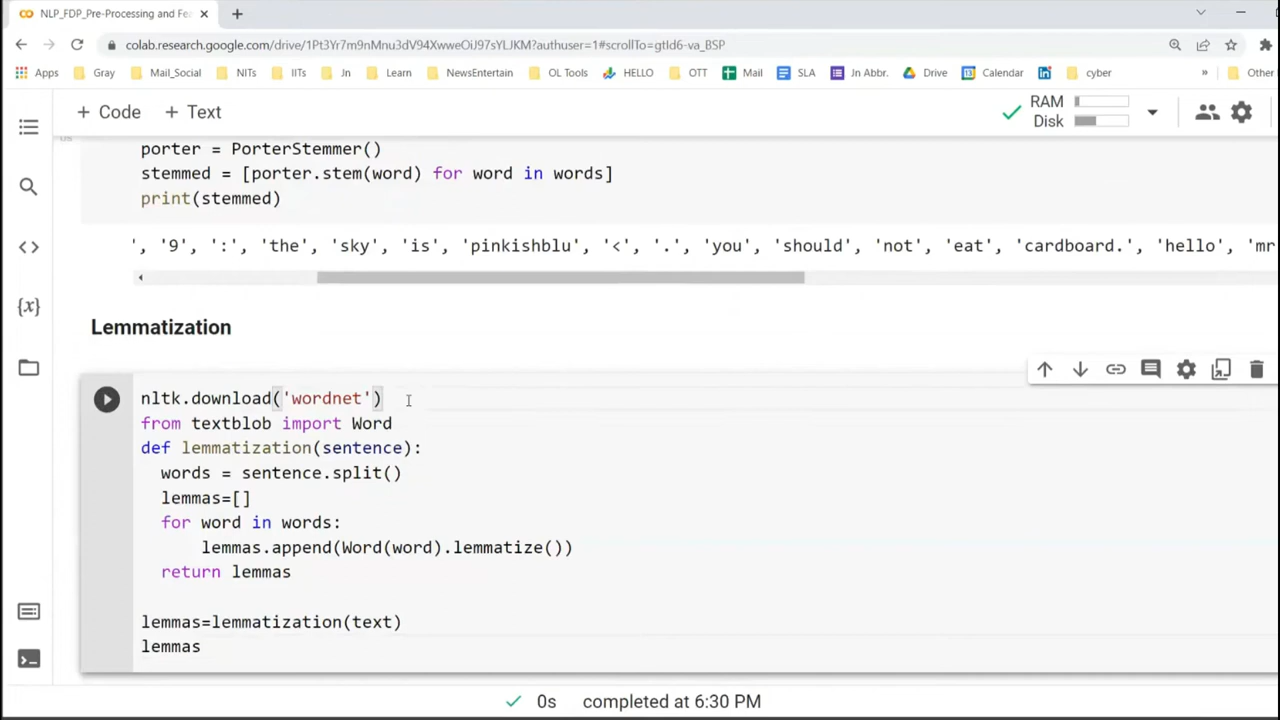 NLP_FDP_Pre-Processing and Fea
colab.research.google.com/drive/1Pt3Yr7m9nMnu3dV94XwweOiJ97sYLJKM?authuser=1#scrollTo=gtId6-va_BSP
Apps Gray Mail_Social NITs IITs Jn Learn NewsEntertain OL Tools HELLO OTT Mail SLA Jn Abbr. Drive Calendar cyber » Other
+ Code + Text
RAM
Disk
porter = PorterStemmer()
stemmed = [porter.stem(word) for word in words]
print(stemmed)
', '9', ':', 'the', 'sky', 'is', 'pinkishblu', '<', '.', 'you', 'should', 'not', 'eat', 'cardboard.', 'hello', 'mr
Lemmatization
nltk.download('wordnet')
from textblob import Word
def lemmatization(sentence):
  words = sentence.split()
  lemmas=[]
  for word in words:
      lemmas.append(Word(word).lemmatize())
  return lemmas
lemmas=lemmatization(text)
lemmas
0s completed at 6:30 PM